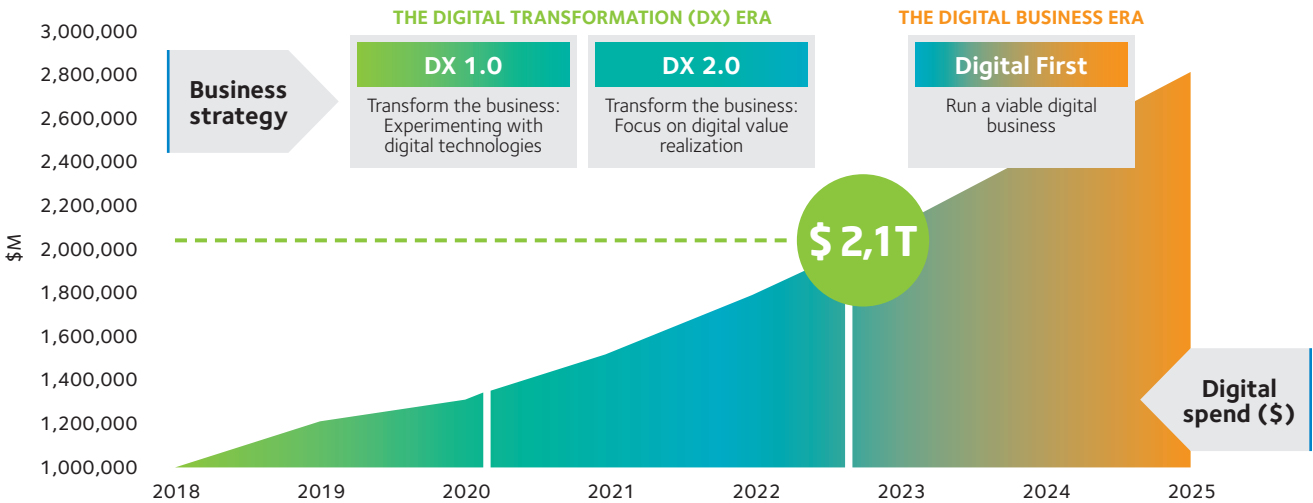 THE DIGITAL TRANSFORMATION (DX) ERA
THE DIGITAL BUSINESS ERA
Business
strategy
DX 1.0
Transform the business:
Experimenting with
digital technologies
DX 2.0
Transform the business:
Focus on digital value
realization
Digital First
Run a viable digital
business
$M
3,000,000
2,800,000
2,600,000
2,400,000
2,200,000
2,000,000
1,800,000
1,600,000
1,400,000
1,200,000
1,000,000
$ 2,1T
Digital
spend ($)
2018
2019
2020
2021
2022
2023
2024
2025